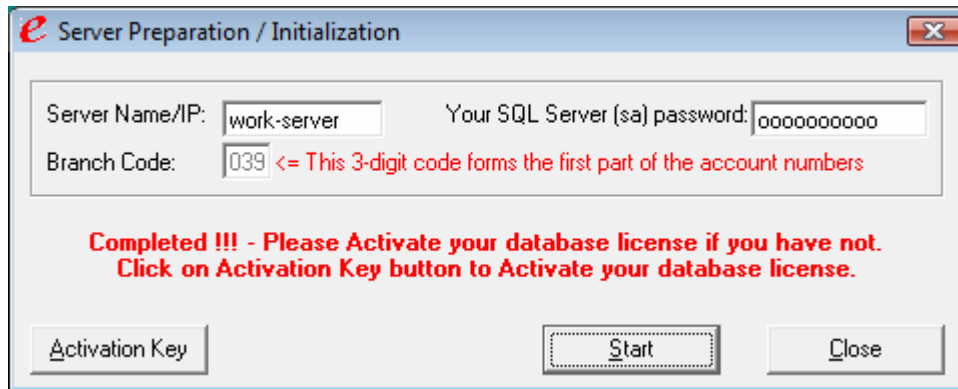 e Server Preparation / Initialization
Server Name/IP: work-server Your SQL Server (sa) password: oooooooooo
Branch Code: 039 <= This 3-digit code forms the first part of the account numbers
Completed !!! - Please Activate your database license if you have not.
Click on Activation Key button to Activate your database license.
Activation Key Start Close